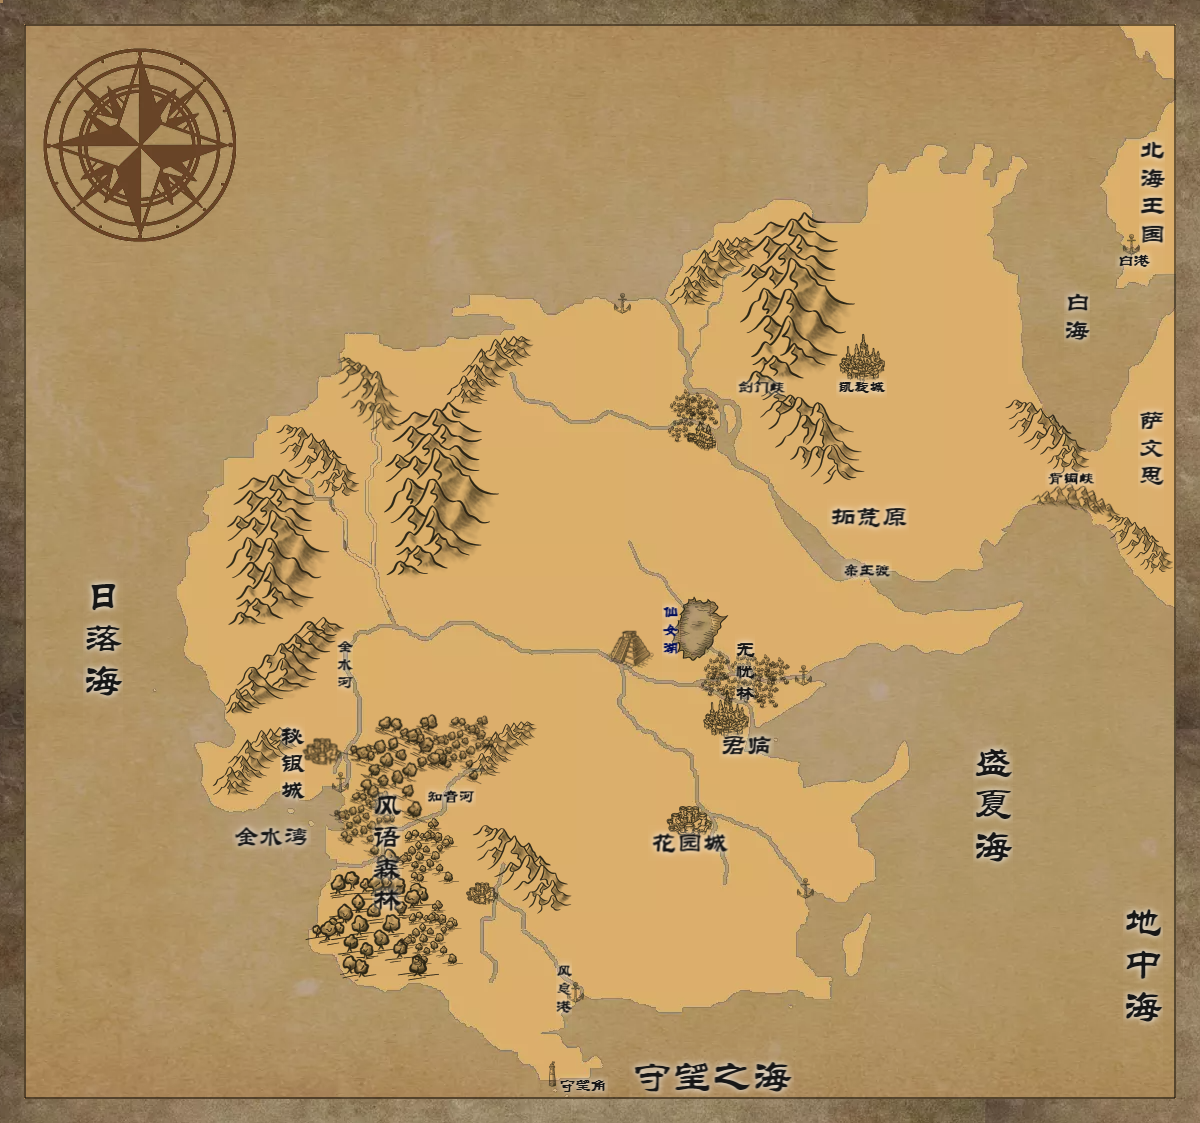 北海王国
白港
白海
剑门峡
凯旋城
萨文思
青铜峡
拓荒原
亲王渡
日落海
仙女湖
金水河
无忧林
君临
秘银城
盛夏海
知音河
风语森林
金水湾
花园城
地中海
风息港
守望之海
守望角